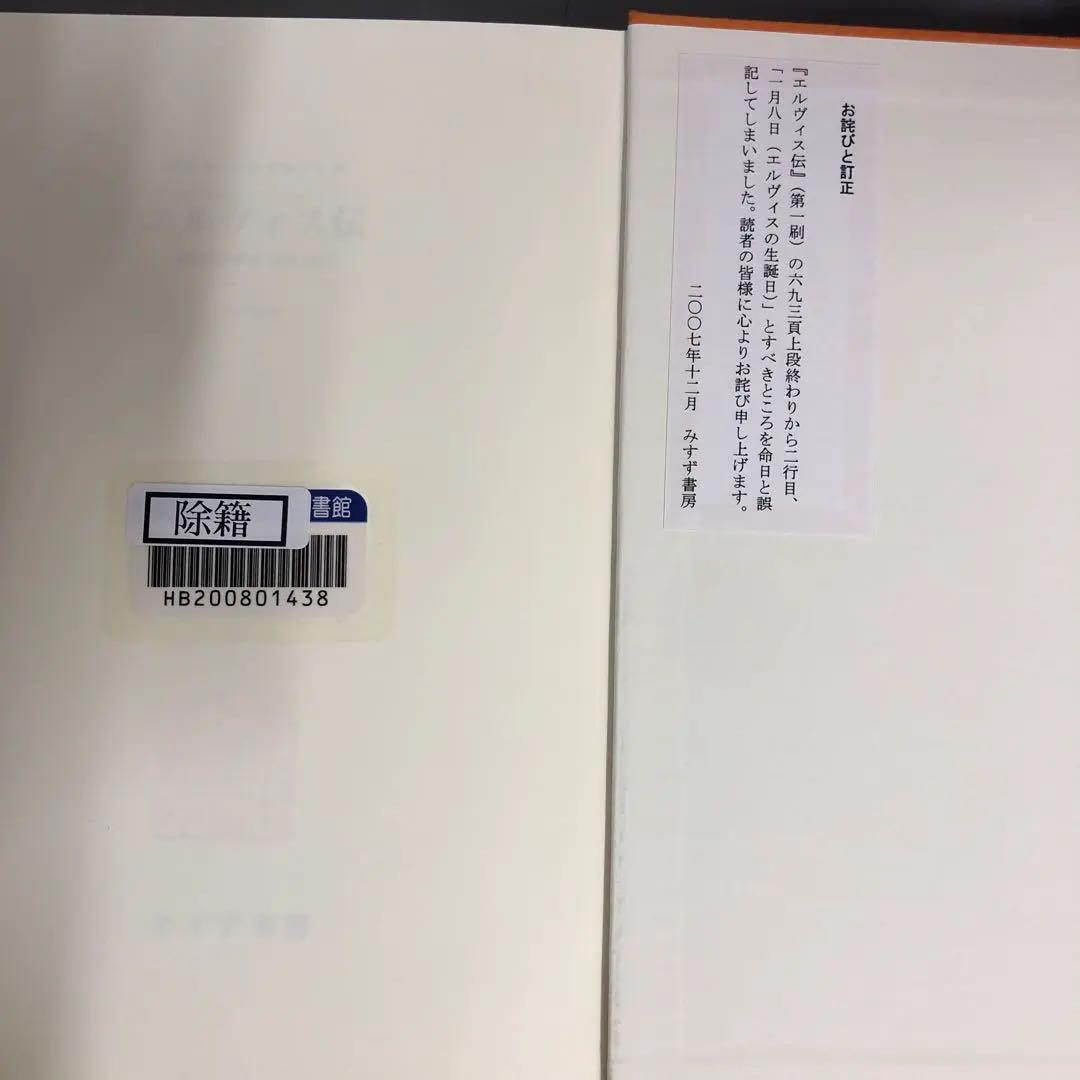 お詫びと訂正
『エルヴィス伝』（第一刷）の六九三頁上段終わりから二行目、
「一月八日（エルヴィスの生誕日）」とすべきところを命日と誤
記してしまいました。読者の皆様に心よりお詫び申し上げます。
二〇〇七年十二月　みすず書房
除籍
書館
HB200801438